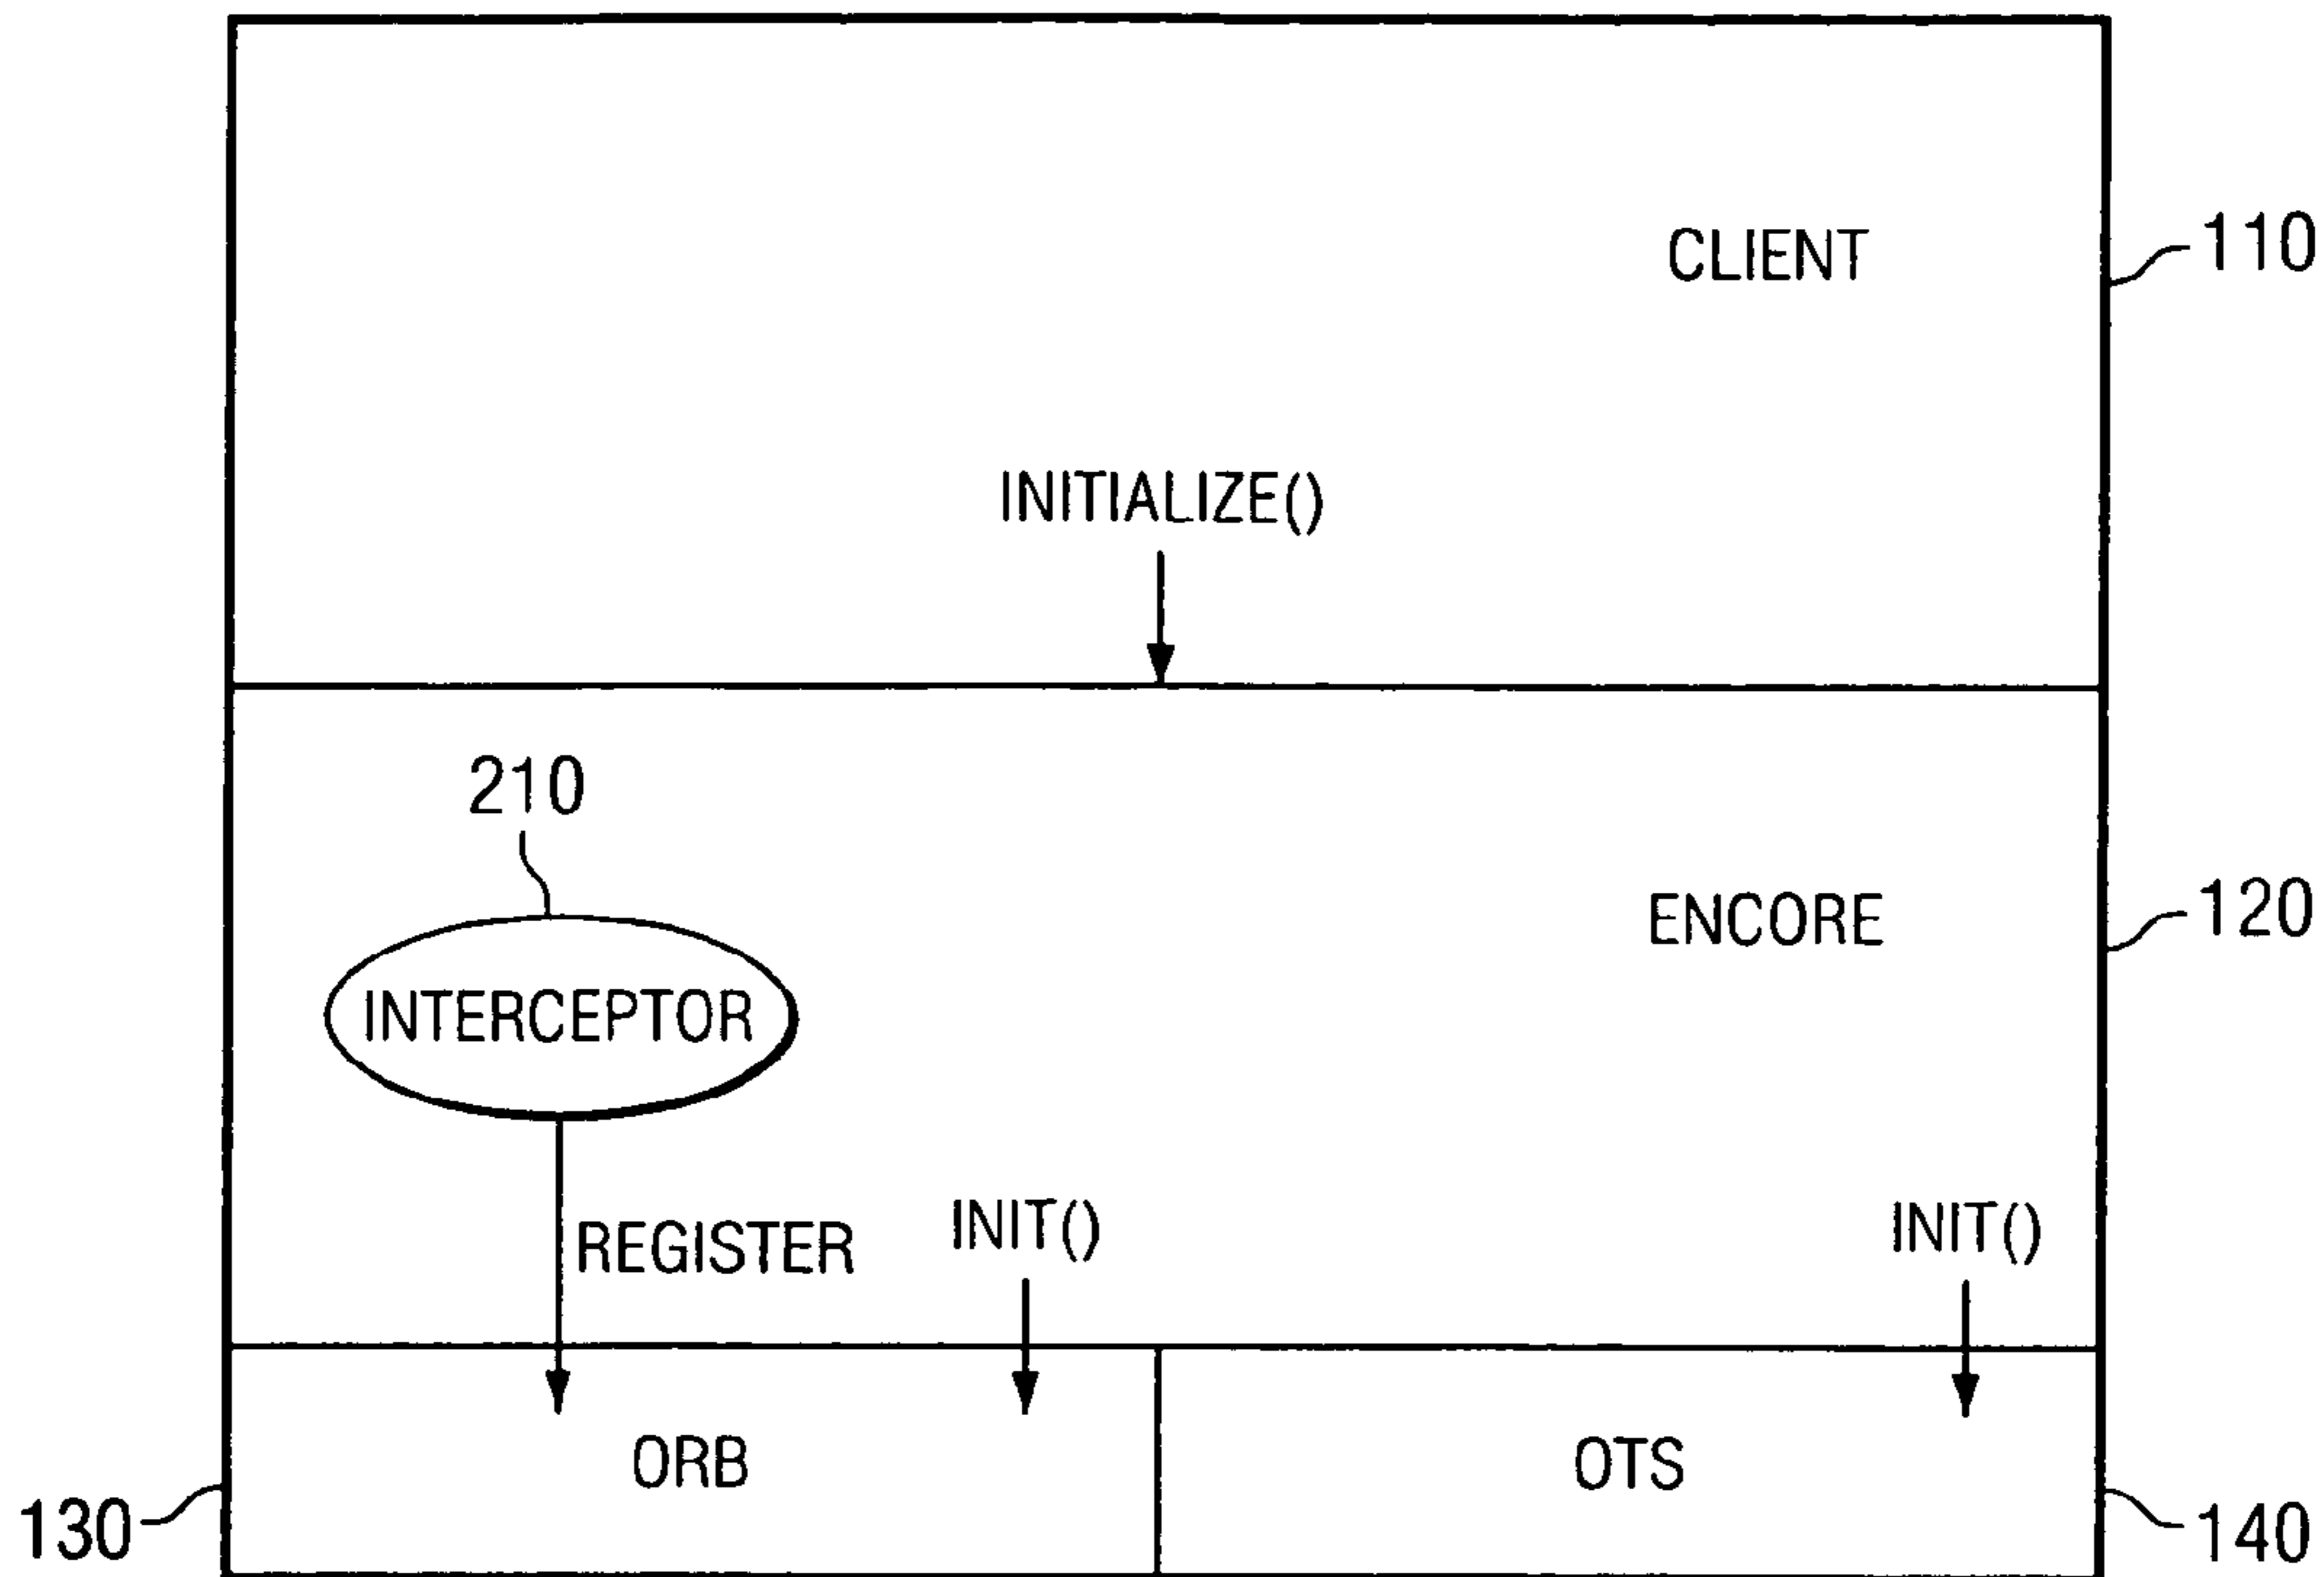 CLIENT
110
INITIALIZE()
210
ENCORE
120
INTERCEPTOR
REGISTER
INIT()
INIT()
ORB
OTS
130
140